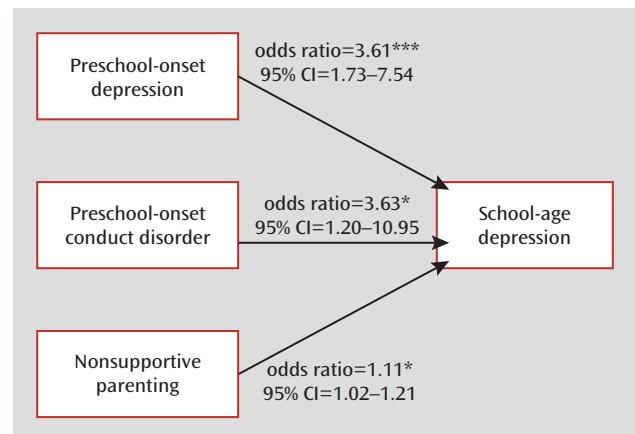 Preschool-onset
depression
odds ratio=3.61***
95% CI=1.73–7.54
Preschool-onset
conduct disorder
odds ratio=3.63*
95% CI=1.20–10.95
School-age
depression
Nonsupportive
parenting
odds ratio=1.11*
95% CI=1.02–1.21